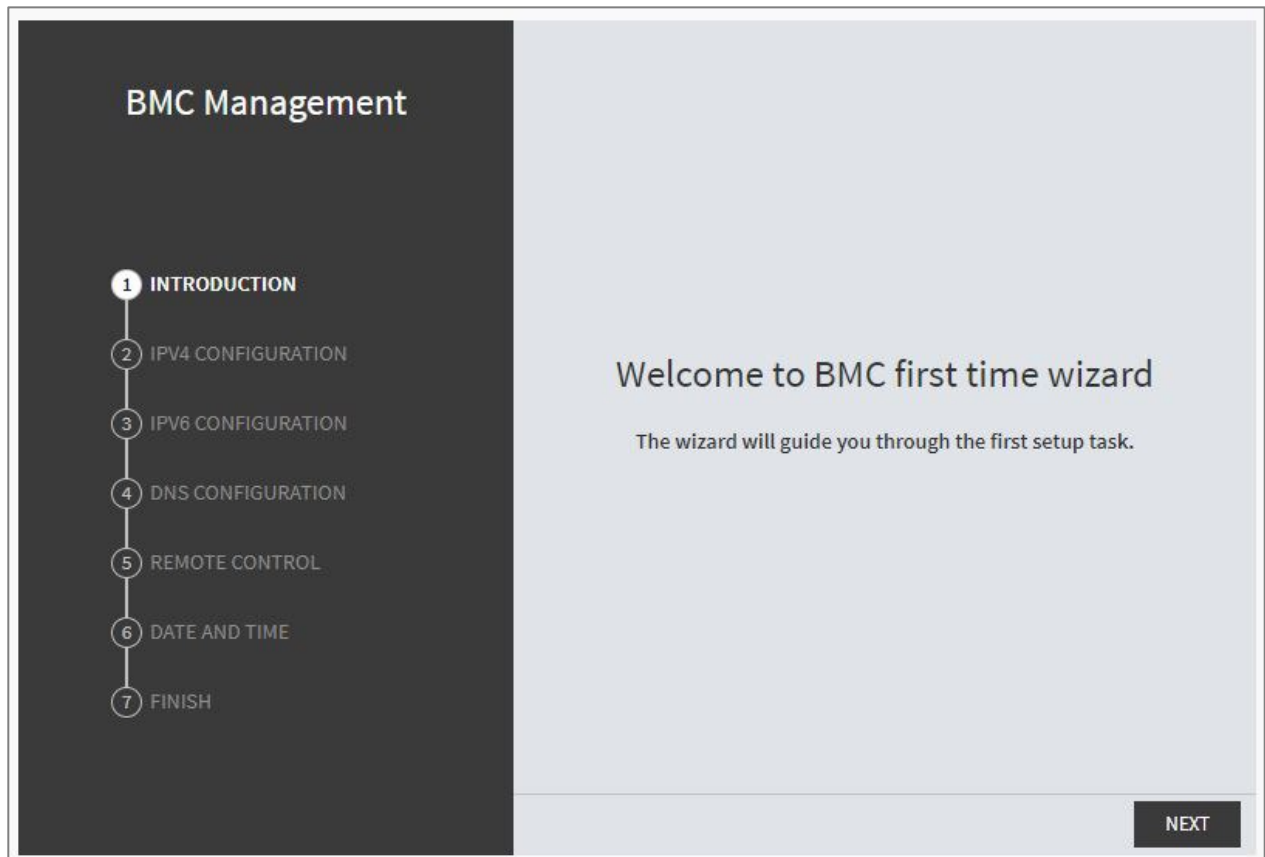 BMC Management
1 INTRODUCTION
2 IPV4 CONFIGURATION
3 IPV6 CONFIGURATION
4 DNS CONFIGURATION
5 REMOTE CONTROL
6 DATE AND TIME
7 FINISH
Welcome to BMC first time wizard
The wizard will guide you through the first setup task.
NEXT